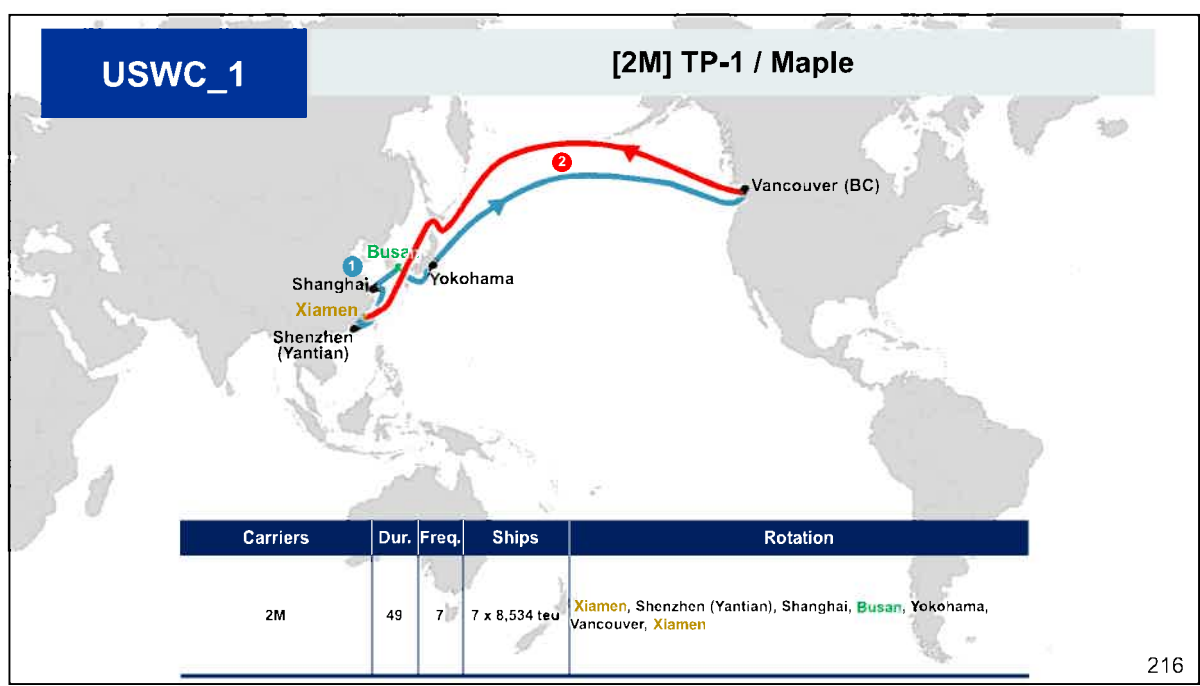 USWC_1
[2M] TP-1 / Maple
2
Vancouver (BC)
Busan
1
Shanghai
Yokohama
Xiamen
Shenzhen
(Yantian)
Carriers Dur. Freq. Ships Rotation
2M 49 7 7 x 8,534 teu Xiamen, Shenzhen (Yantian), Shanghai, Busan, Yokohama,
Vancouver, Xiamen
216